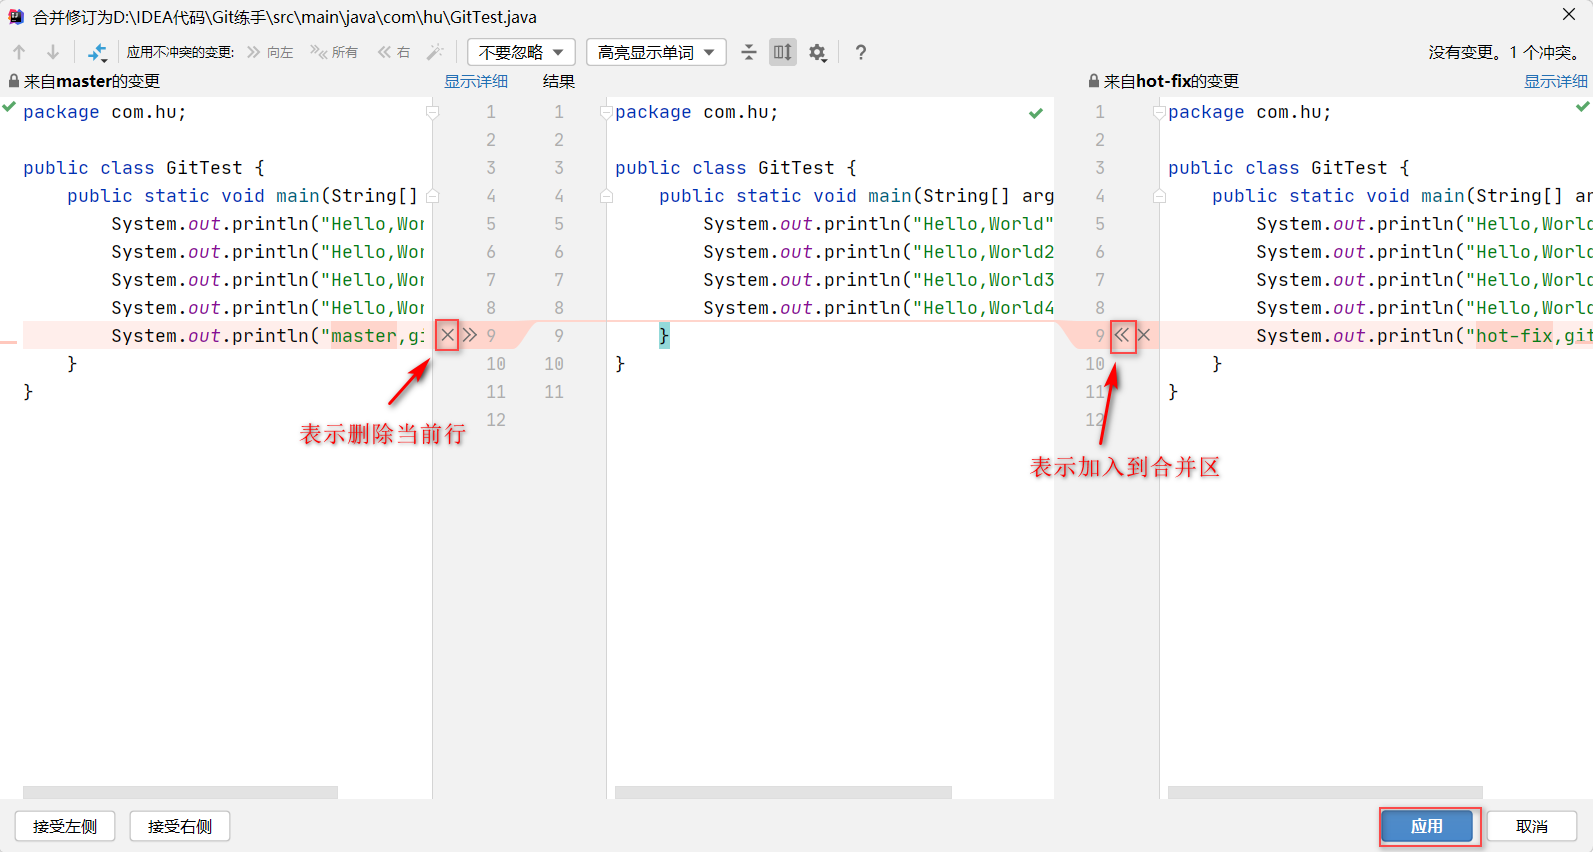 合并修订为D:\IDEA代码\Git练手\src\main\java\com\hu\GitTest.java
应用不冲突的变更: 向左 所有 右 不要忽略 高亮显示单词 ? 没有变更。1 个冲突。
来自master的变更 显示详细 结果 来自hot-fix的变更 显示详细
package com.hu; 1 1 package com.hu; 1 package com.hu;
2 2 2
public class GitTest { 3 3 public class GitTest { 3 public class GitTest {
public static void main(String[] 4 4 public static void main(String[] arg 4 public static void main(String[] ar
System.out.println("Hello,Wor 5 5 System.out.println("Hello,World" 5 System.out.println("Hello,World
System.out.println("Hello,Wor 6 6 System.out.println("Hello,World2 6 System.out.println("Hello,World
System.out.println("Hello,Wor 7 7 System.out.println("Hello,World3 7 System.out.println("Hello,World
System.out.println("Hello,Wor 8 8 System.out.println("Hello,World4 8 System.out.println("Hello,World
System.out.println("master,gi 9 9 } 9 System.out.println("hot-fix,git
} 10 10 } 10 }
} 11 11 11 }
12 12
表示删除当前行
表示加入到合并区
接受左侧 接受右侧 应用 取消